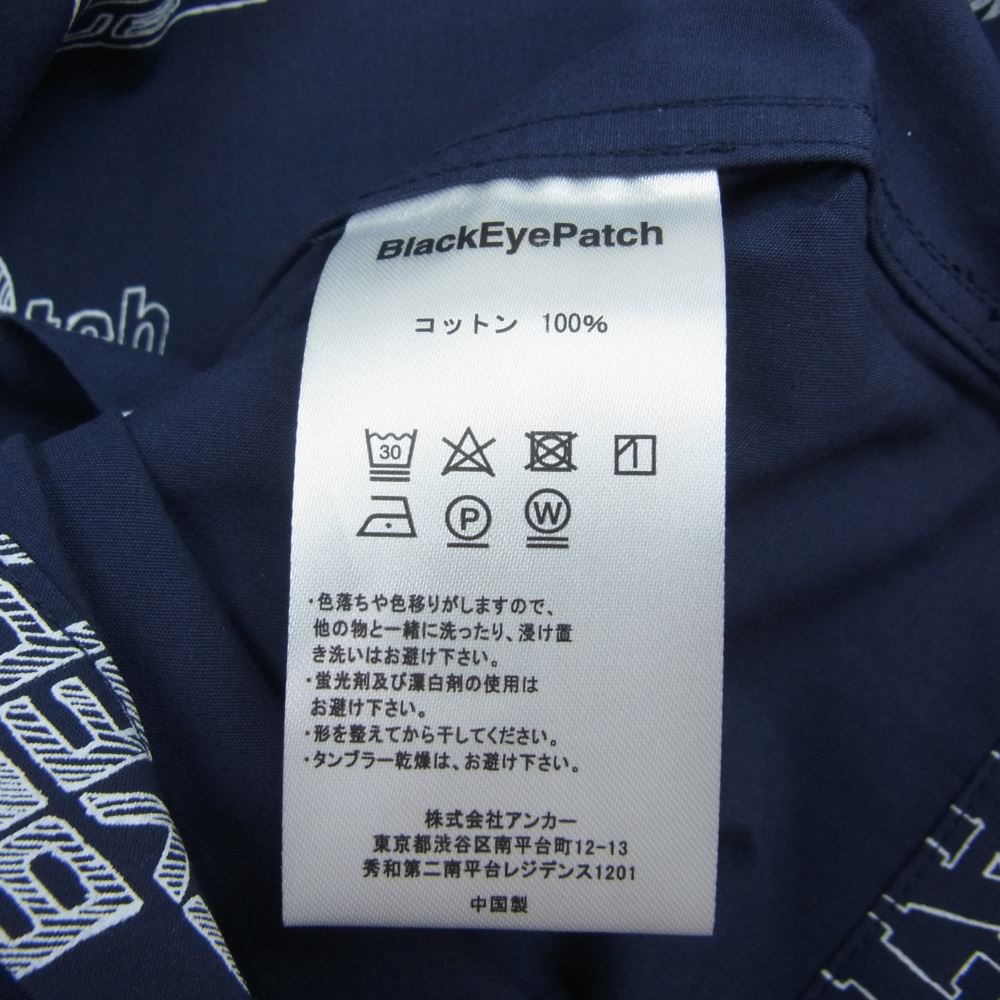 BlackEyePatch
コットン 100%
30
P
W
・色落ちや色移りがしますので、
他の物と一緒に洗ったり、浸け置
き洗いはお避け下さい。
・蛍光剤及び漂白剤の使用は
お避け下さい。
・形を整えてから干してください。
・タンブラー乾燥は、お避け下さい。
株式会社アンカー
東京都渋谷区南平台町12-13
秀和第二南平台レジデンス1201
中国製
tch